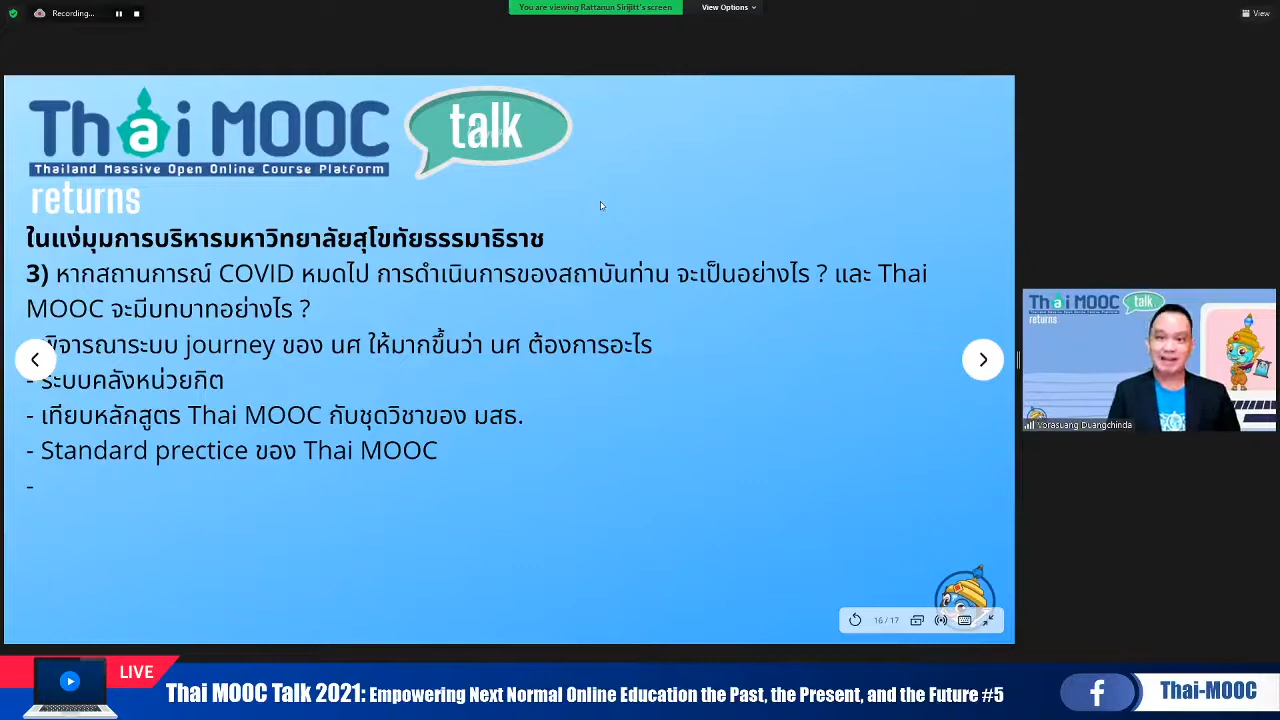 Recording...
You are viewing Rattanun Sirijitt's screen
View Options
View
Thai MOOC
talk
Thailand Massive Open Online Course Platform
returns
ในแง่มุมการบริหารมหาวิทยาลัยสุโขทัยธรรมาธิราช
3) หากสถานการณ์ COVID หมดไป การดำเนินการของสถาบันท่าน จะเป็นอย่างไร ? และ Thai
MOOC จะมีบทบาทอย่างไร ?
พิจารณาระบบ journey ของ นศ ให้มากขึ้นว่า นศ ต้องการอะไร
- ระบบคลังหน่วยกิต
- เทียบหลักสูตร Thai MOOC กับชุดวิชาของ มสธ.
- Standard prectice ของ Thai MOOC
-
16 / 17
Thai MOOC talk
returns
Vorasuang Duangchinda
LIVE
Thai MOOC Talk 2021: Empowering Next Normal Online Education the Past, the Present, and the Future #5
Thai-MOOC